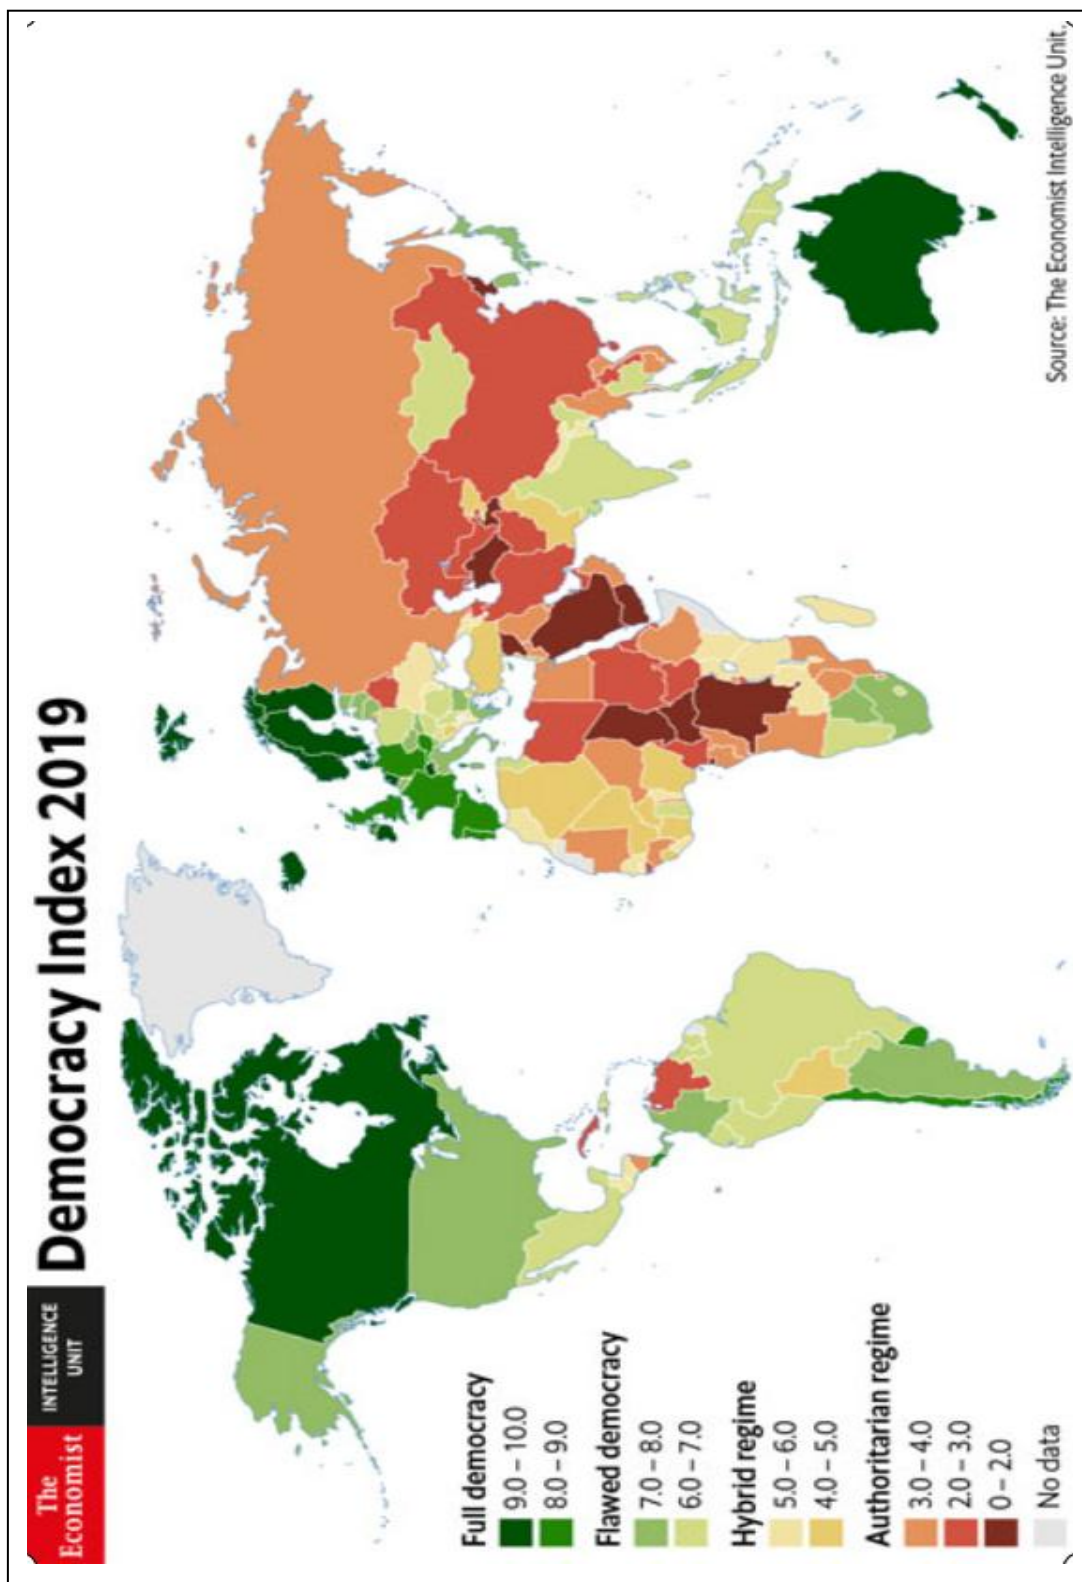 The
Economist
INTELLIGENCE
UNIT
Democracy Index 2019
Full democracy
9.0 – 10.0
8.0 – 9.0
Flawed democracy
7.0 – 8.0
6.0 – 7.0
Hybrid regime
5.0 – 6.0
4.0 – 5.0
Authoritarian regime
3.0 – 4.0
2.0 – 3.0
0 – 2.0
No data
Source: The Economist Intelligence Unit.